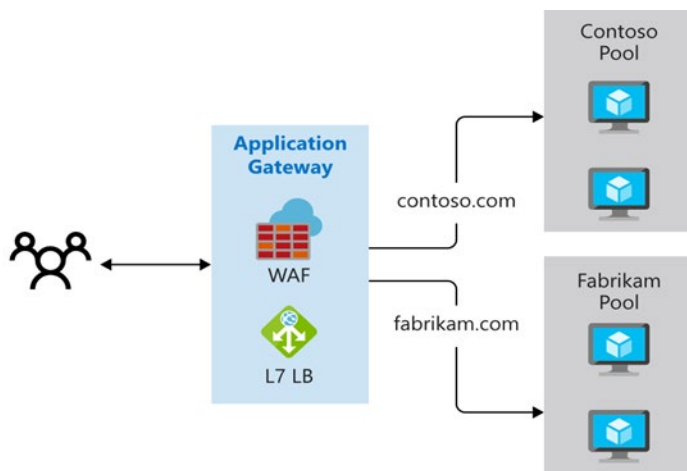 Application
Gateway
WAF
L7 LB
contoso.com
fabrikam.com
Contoso
Pool
Fabrikam
Pool